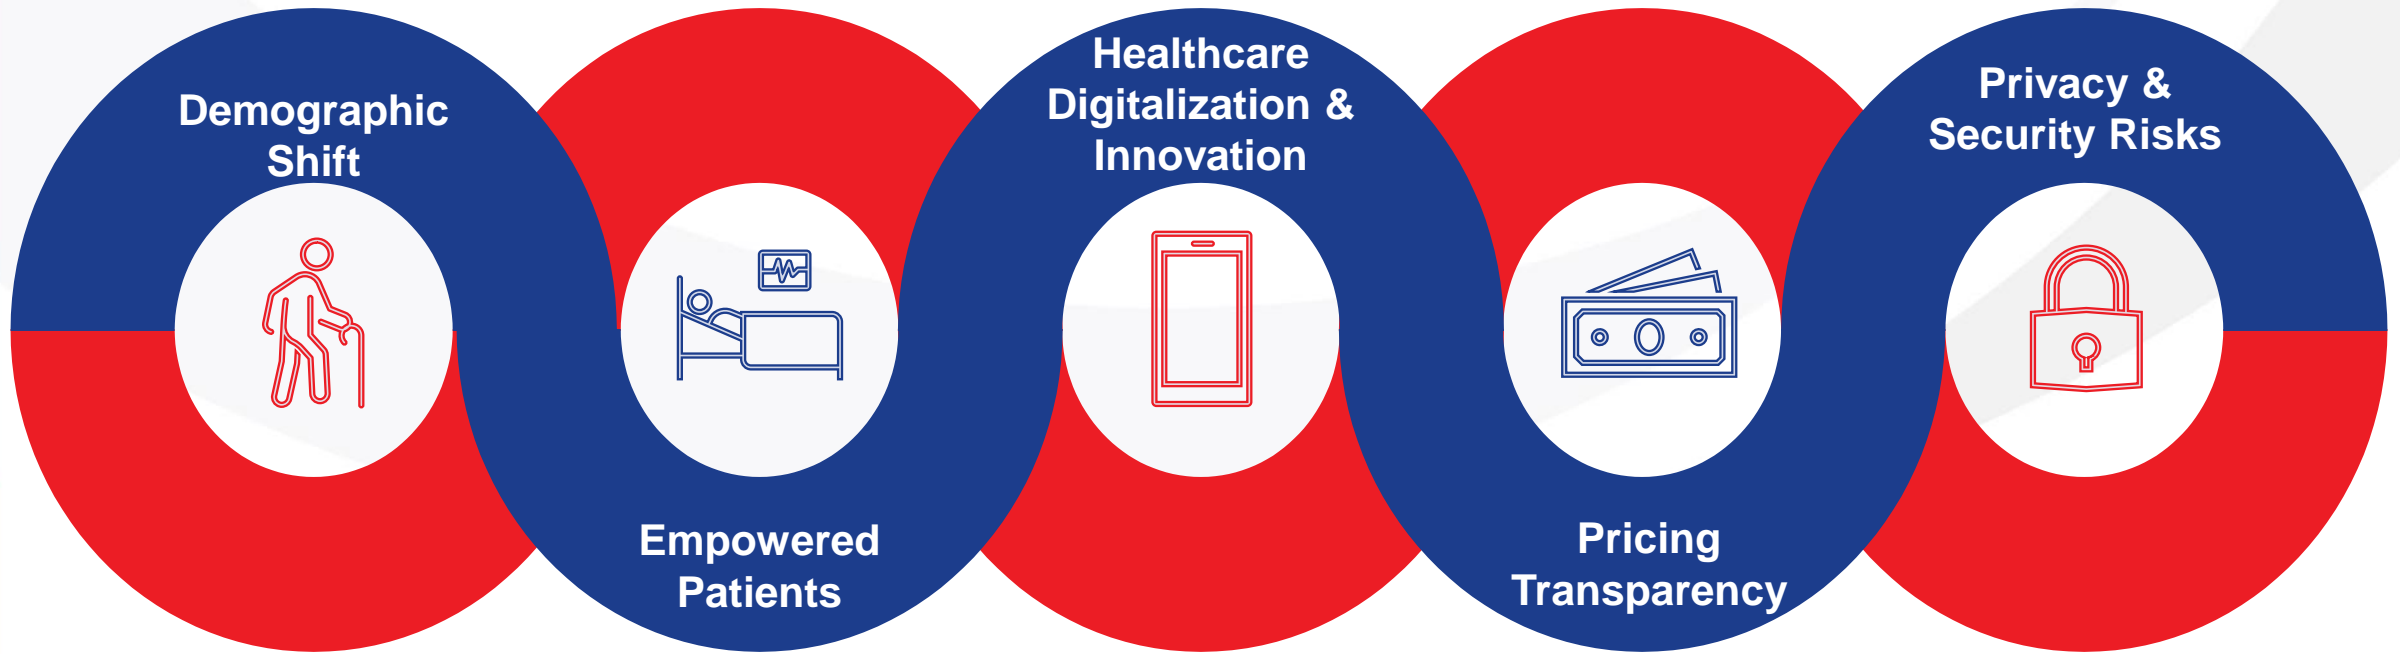 Demographic
Shift
Empowered
Patients
Healthcare
Digitalization &
Innovation
Pricing
Transparency
Privacy &
Security Risks